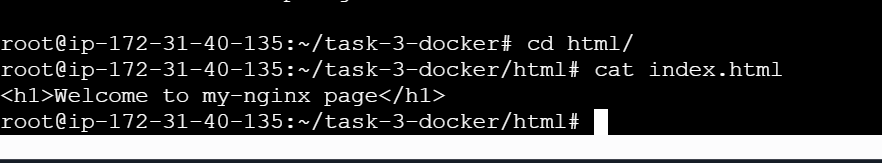 root@ip-172-31-40-135:~/task-3-docker# cd html/
root@ip-172-31-40-135:~/task-3-docker/html# cat index.html
<h1>Welcome to my-nginx page</h1>
root@ip-172-31-40-135:~/task-3-docker/html#